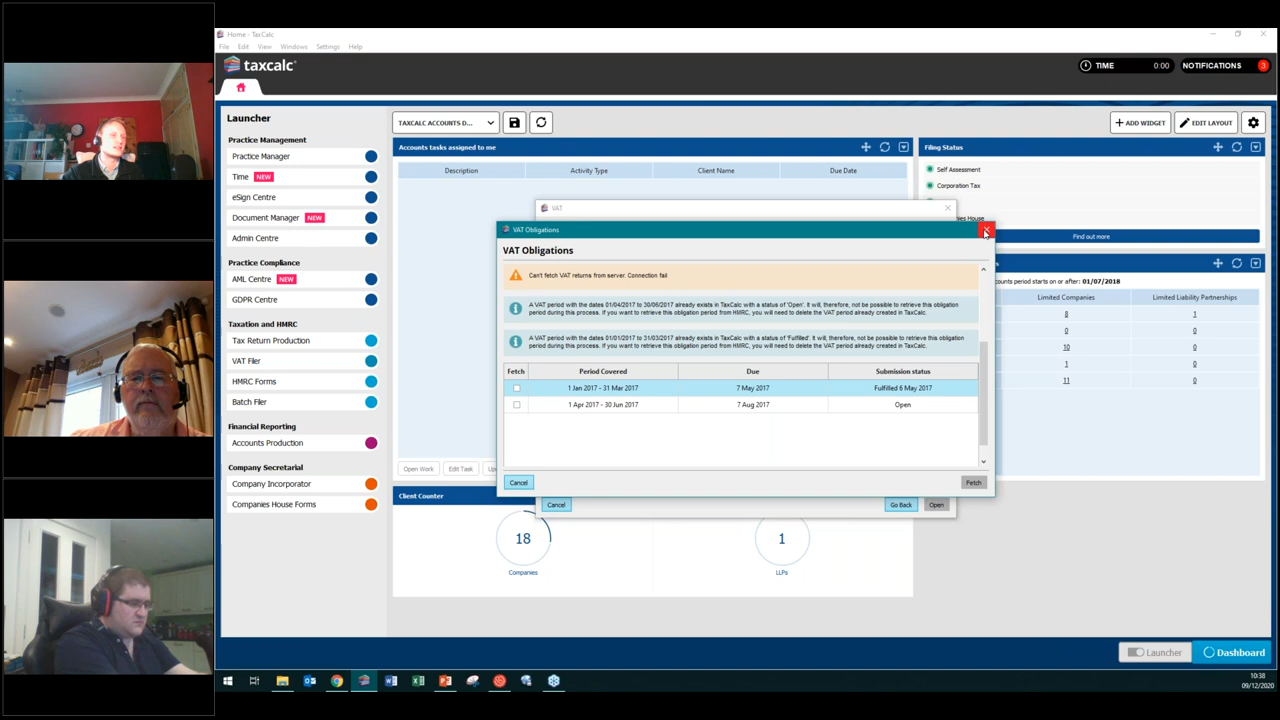 Home - TaxCalc
File Edit View Windows Settings Help
taxcalc
TIME 0:00 NOTIFICATIONS 3
Launcher
Practice Management
Practice Manager
Time NEW
eSign Centre
Document Manager NEW
Admin Centre
Practice Compliance
AML Centre NEW
GDPR Centre
Taxation and HMRC
Tax Return Production
VAT Filer
HMRC Forms
Batch Filer
Financial Reporting
Accounts Production
Company Secretarial
Company Incorporator
Companies House Forms
TAXCALC ACCOUNTS D...
ADD WIDGET EDIT LAYOUT
Accounts tasks assigned to me
Description Activity Type Client Name Due Date
Open Work Edit Task
Client Counter
18
Companies
1
LLPs
Filing Status
Self Assessment
Corporation Tax
House
Find out more
period starts on or after: 01/07/2018
Limited Companies Limited Liability Partnerships
8 1
0 0
10 0
1 0
11 0
VAT
Cancel Go Back Open
VAT Obligations
VAT Obligations
Can't fetch VAT returns from server. Connection fail
A VAT period with the dates 01/04/2017 to 30/06/2017 already exists in TaxCalc with a status of 'Open'. It will, therefore, not be possible to retrieve this obligation
period during this process. If you want to retrieve this obligation period from HMRC, you will need to delete the VAT period already created in TaxCalc.
A VAT period with the dates 01/01/2017 to 31/03/2017 already exists in TaxCalc with a status of 'Fulfilled'. It will, therefore, not be possible to retrieve this obligation
period during this process. If you want to retrieve this obligation period from HMRC, you will need to delete the VAT period already created in TaxCalc.
Fetch Period Covered Due Submission status
1 Jan 2017 - 31 Mar 2017 7 May 2017 Fulfilled 6 May 2017
1 Apr 2017 - 30 Jun 2017 7 Aug 2017 Open
Cancel Fetch
Launcher Dashboard
10:38
09/12/2020